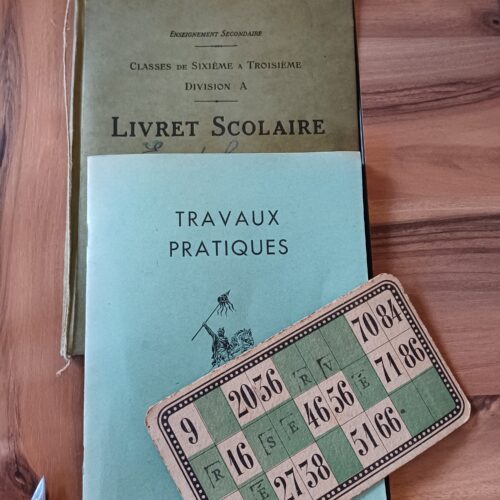 ENSEIGNEMENT SECONDAIRE
CLASSES DE SIXIÈME A TROISIÈME
DIVISION A
LIVRET SCOLAIRE
TRAVAUX
PRATIQUES
9 20 36 R V 70 84
R 16 S E 46 56 É 71 86
É 27 38 51 66